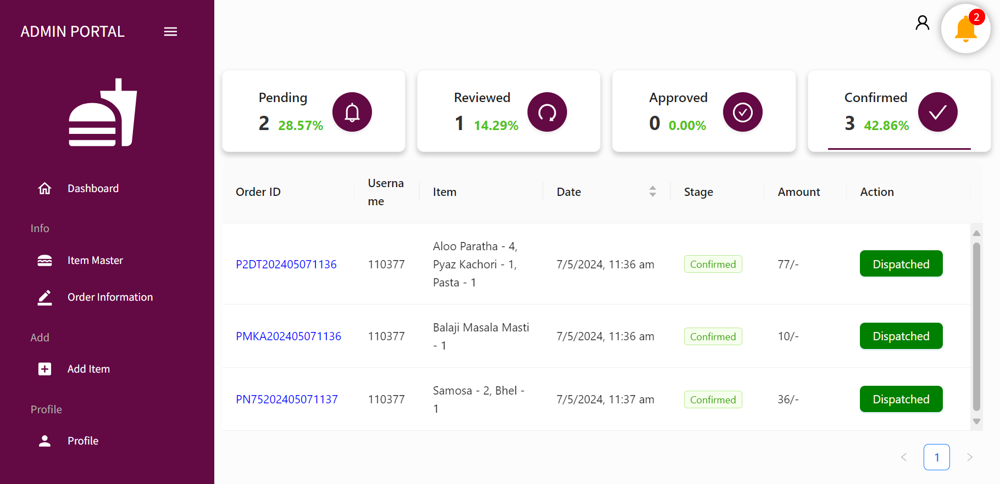 ADMIN PORTAL
2
Pending
2 28.57%
Reviewed
1 14.29%
Approved
0 0.00%
Confirmed
3 42.86%
Dashboard
Info
Item Master
Order Information
Add
Add Item
Profile
Profile
Order ID
Userna
me
Item
Date
Stage
Amount
Action
P2DT202405071136
110377
Aloo Paratha - 4,
Pyaz Kachori - 1,
Pasta - 1
7/5/2024, 11:36 am
Confirmed
77/-
Dispatched
PMKA202405071136
110377
Balaji Masala Masti
- 1
7/5/2024, 11:36 am
Confirmed
10/-
Dispatched
PN75202405071137
110377
Samosa - 2, Bhel -
1
7/5/2024, 11:37 am
Confirmed
36/-
Dispatched
< 1 >